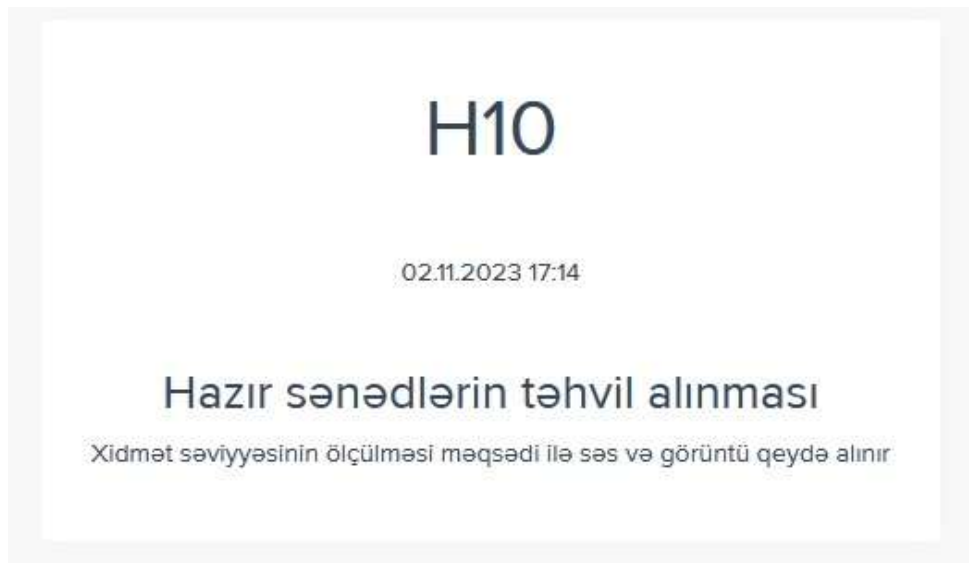 H10
02.11.2023 17:14
Hazır sənədlərin təhvil alınması
Xidmət səviyyəsinin ölçülməsi məqsədi ilə səs və görüntü qeydə alınır